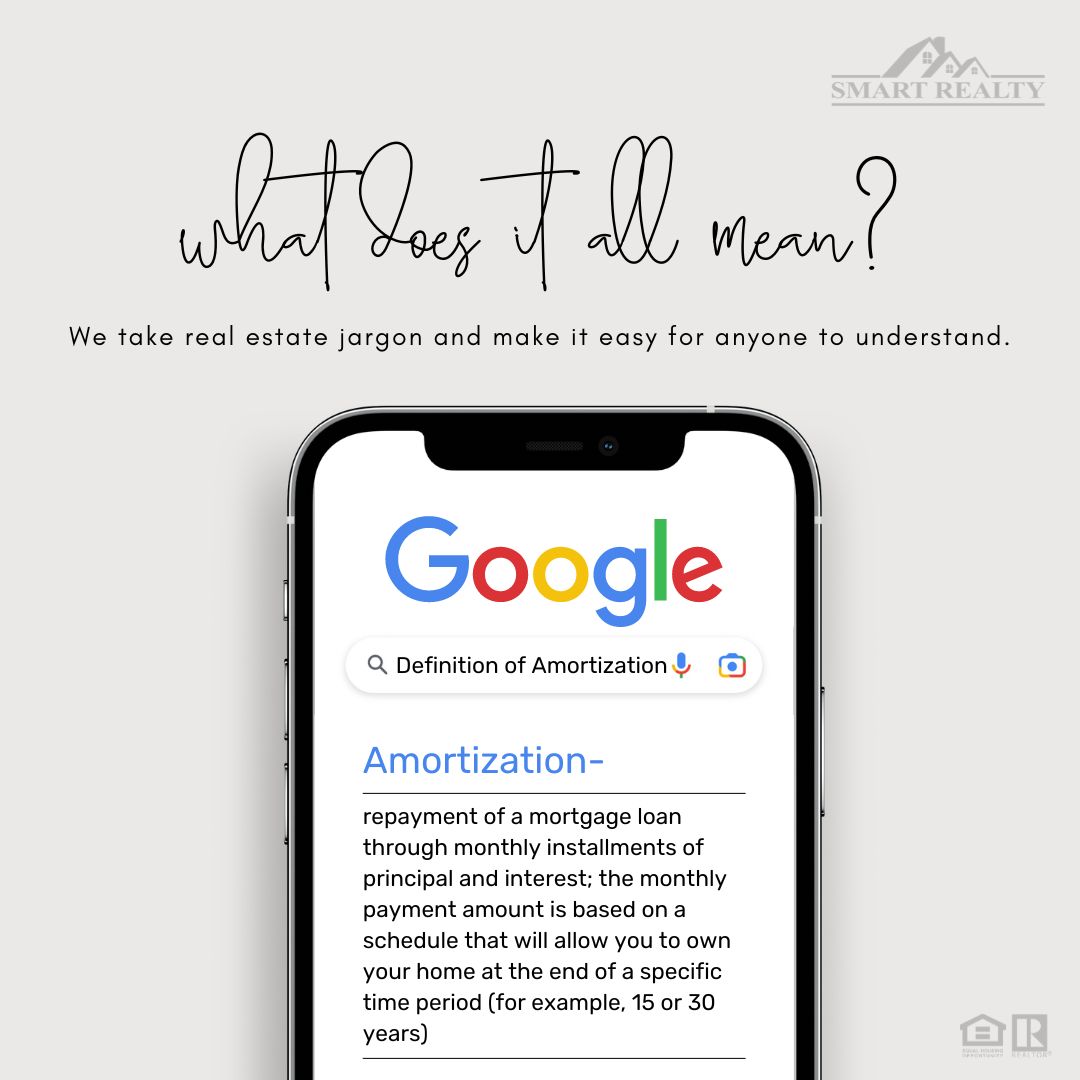 SMART REALTY
what does it all mean?
We take real estate jargon and make it easy for anyone to understand.
Google
Definition of Amortization
Amortization-
repayment of a mortgage loan
through monthly installments of
principal and interest; the monthly
payment amount is based on a
schedule that will allow you to own
your home at the end of a specific
time period (for example, 15 or 30
years)
EQUAL HOUSING
OPPORTUNITY
REALTOR®